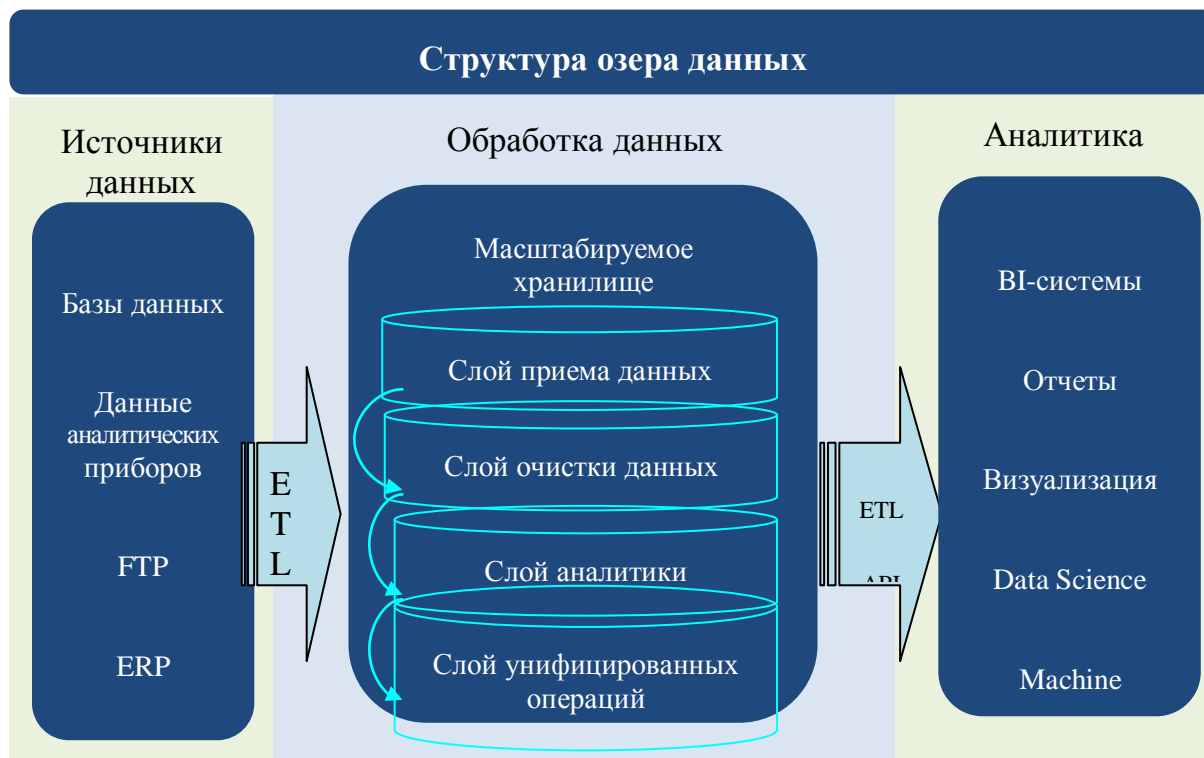 Структура озера данных
Источники
данных
Базы данных
Данные
аналитических
приборов
FTP
ERP
E
T
L
Обработка данных
Масштабируемое
хранилище
Слой приема данных
Слой очистки данных
Слой аналитики
Слой унифицированных
операций
ETL
Аналитика
BI-системы
Отчеты
Визуализация
Data Science
Machine